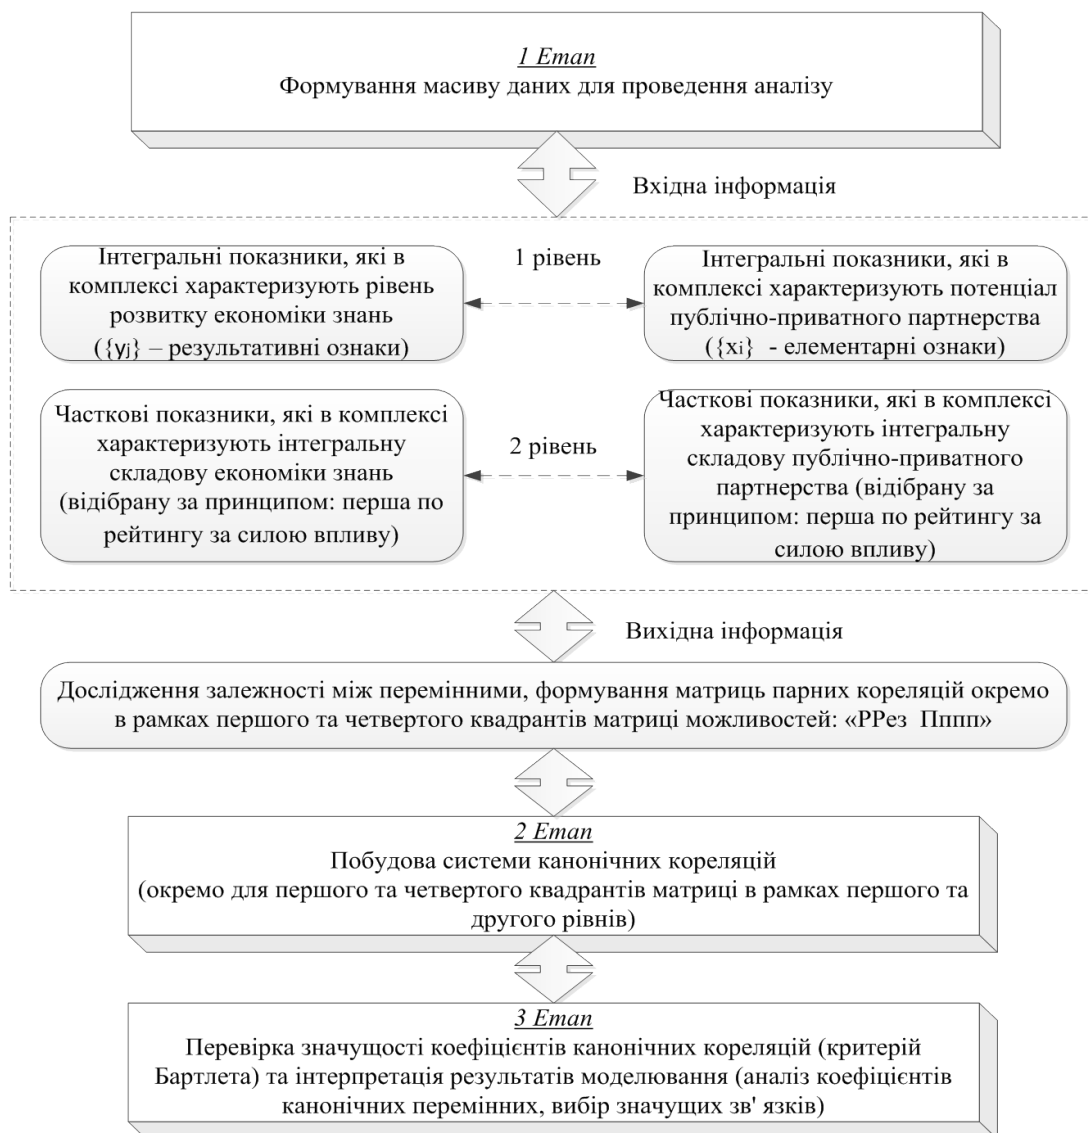 1 Етап
Формування масиву даних для проведення аналізу
Вхідна інформація
Інтегральні показники, які в
комплексі характеризують рівень
розвитку економіки знань
({yj} – результативні ознаки)
1 рівень
Інтегральні показники, які в
комплексі характеризують потенціал
публічно-приватного партнерства
({xi} - елементарні ознаки)
Часткові показники, які в комплексі
характеризують інтегральну
складову економіки знань
(відібрану за принципом: перша по
рейтингу за силою впливу)
2 рівень
Часткові показники, які в комплексі
характеризують інтегральну
складову публічно-приватного
партнерства (відібрану за
принципом: перша по рейтингу за
силою впливу)
Вихідна інформація
Дослідження залежності між перемінними, формування матриць парних кореляцій окремо
в рамках першого та четвертого квадрантів матриці можливостей: «РРез Пппп»
2 Етап
Побудова системи канонічних кореляцій
(окремо для першого та четвертого квадрантів матриці в рамках першого та
другого рівнів)
3 Етап
Перевірка значущості коефіцієнтів канонічних кореляцій (критерій
Бартлета) та інтерпретація результатів моделювання (аналіз коефіцієнтів
канонічних перемінних, вибір значущих зв' язків)